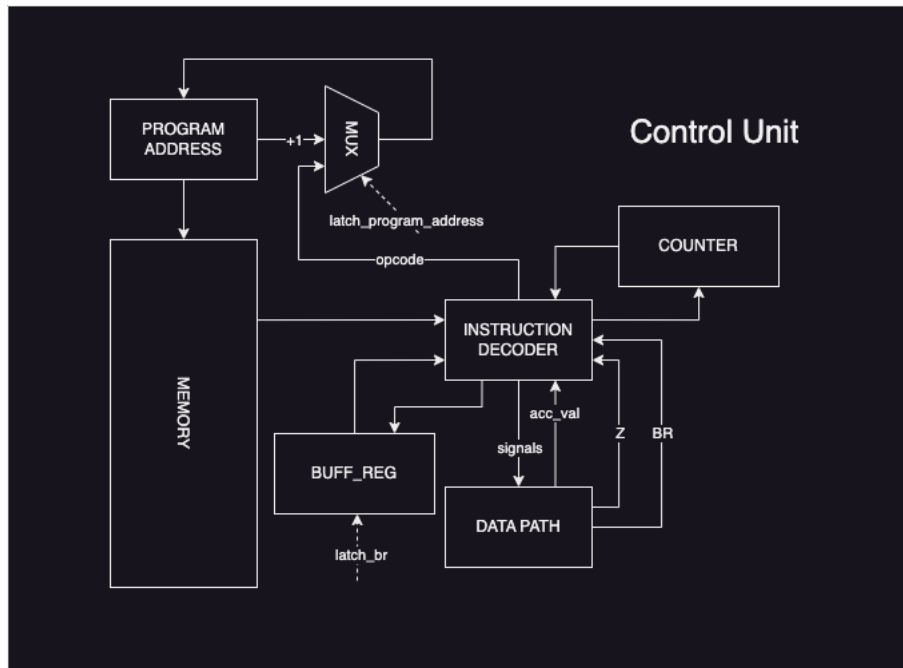 PROGRAM
ADDRESS
+1
MUX
Control Unit
latch_program_address
COUNTER
opcode
INSTRUCTION
DECODER
MEMORY
acc_val
Z
BR
signals
BUFF_REG
DATA PATH
latch_br